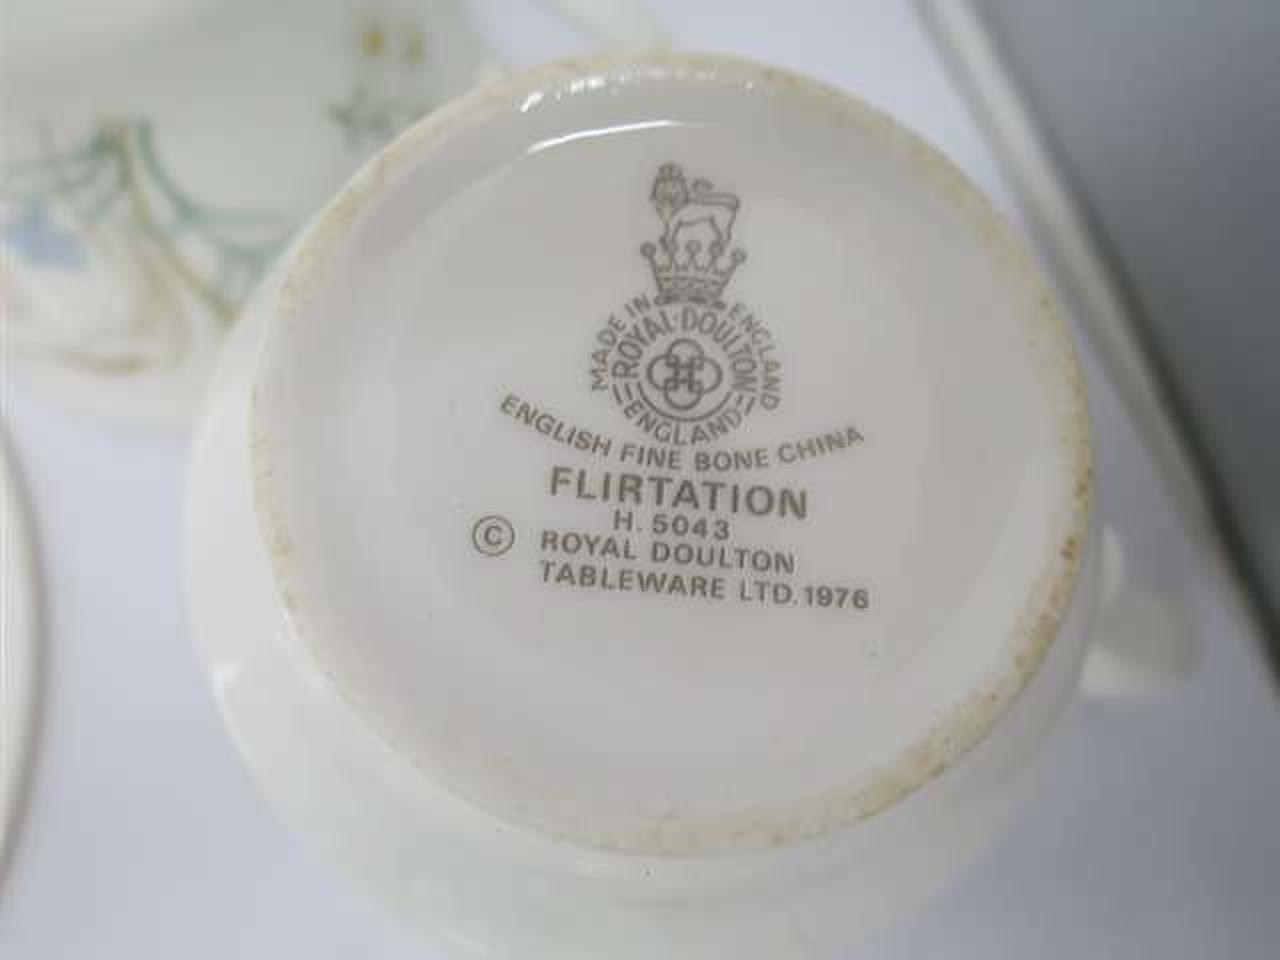 MADE IN ENGLAND
ROYAL·DOULTON
ENGLAND
ENGLISH FINE BONE CHINA
FLIRTATION
H. 5043
© ROYAL DOULTON
TABLEWARE LTD. 1976